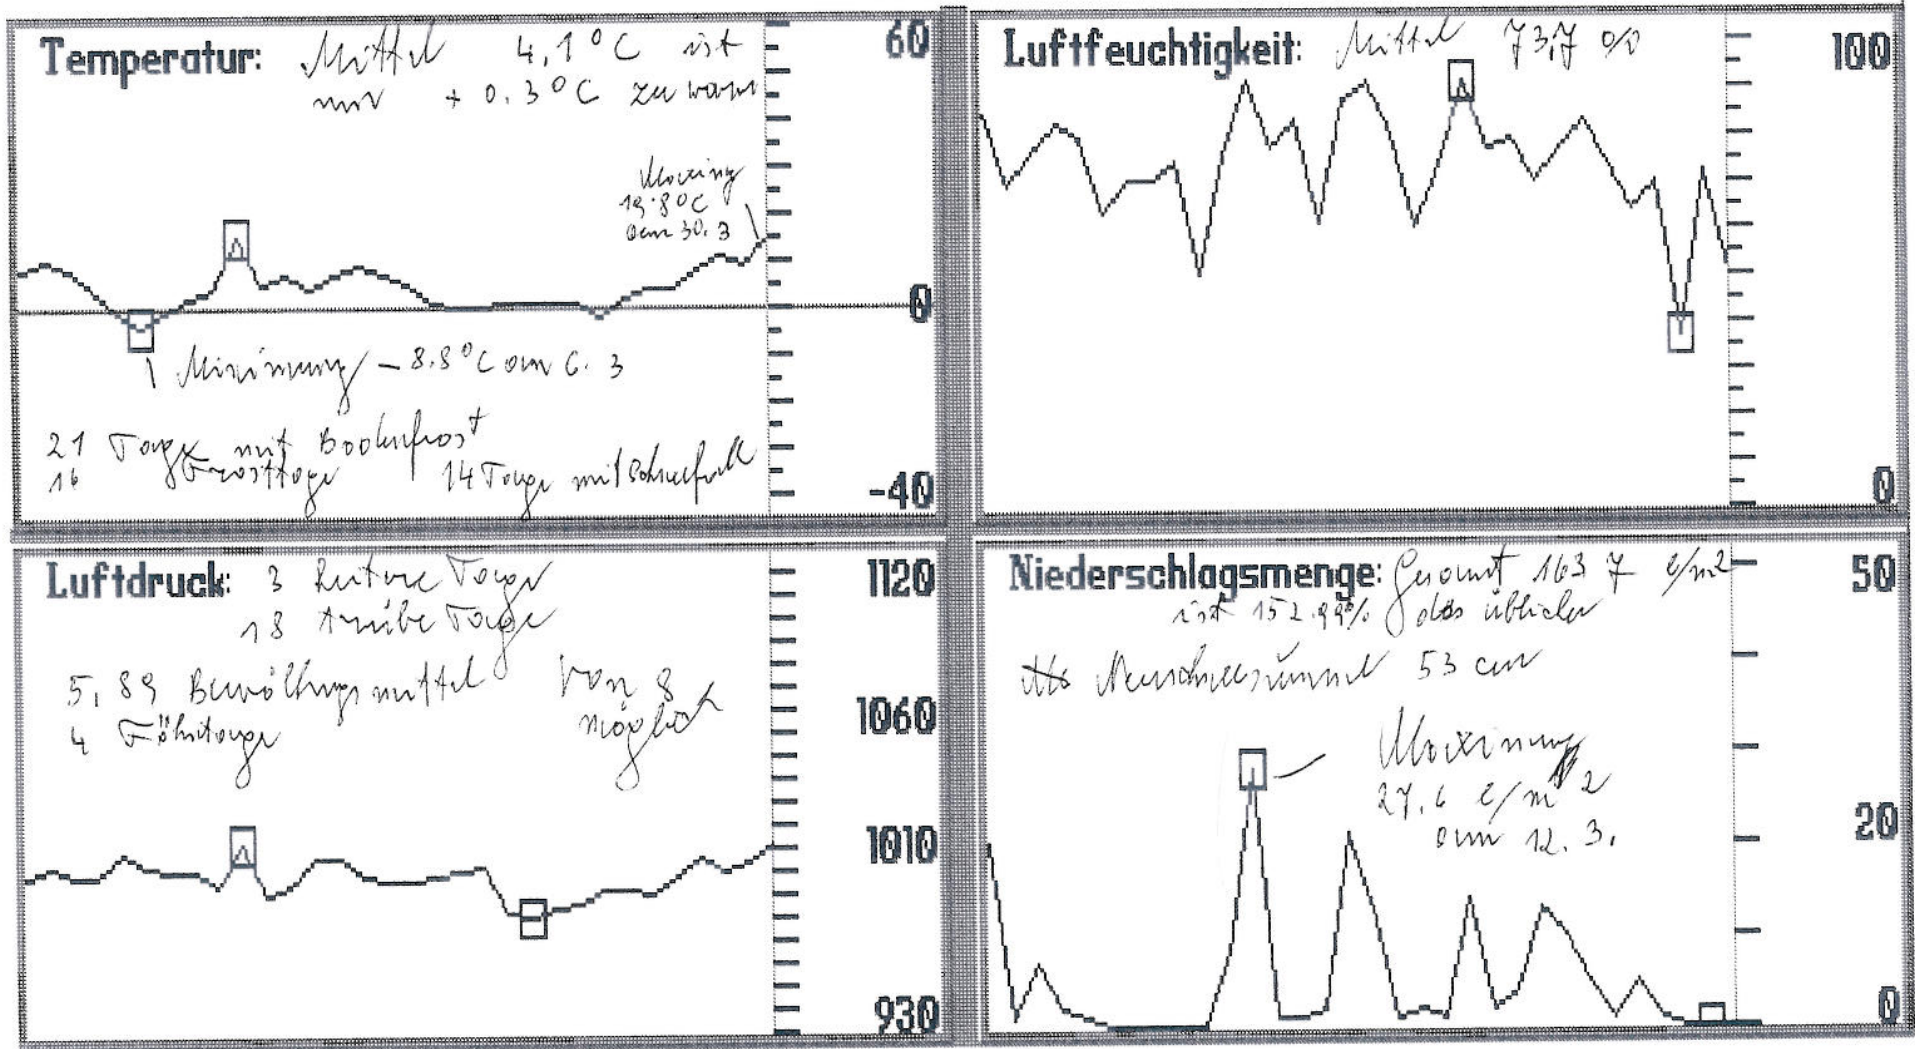 Temperatur: Mittel 4,1°C ist
nur + 0.3°C zu warm
60
Maximum
19.8°C
am 30.3
0
Minimum -8.8°C am 6.3
21 Tage mit Bodenfrost
16 Frosttage 14 Tage mit Schneefall
-40
Luftfeuchtigkeit: Mittel 73,7 %
100
0
Luftdruck: 3 heitere Tage
18 trübe Tage
5,89 Bewölkungsmittel von 8
möglich
4 Föhntage
1120
1060
1010
930
Niederschlagsmenge: Gesamt 163 7 l/m2
ist 152.99% des üblichen
Neuschneesumme 53 cm
Maximum
27,6 l/m2
am 12.3.
50
20
0